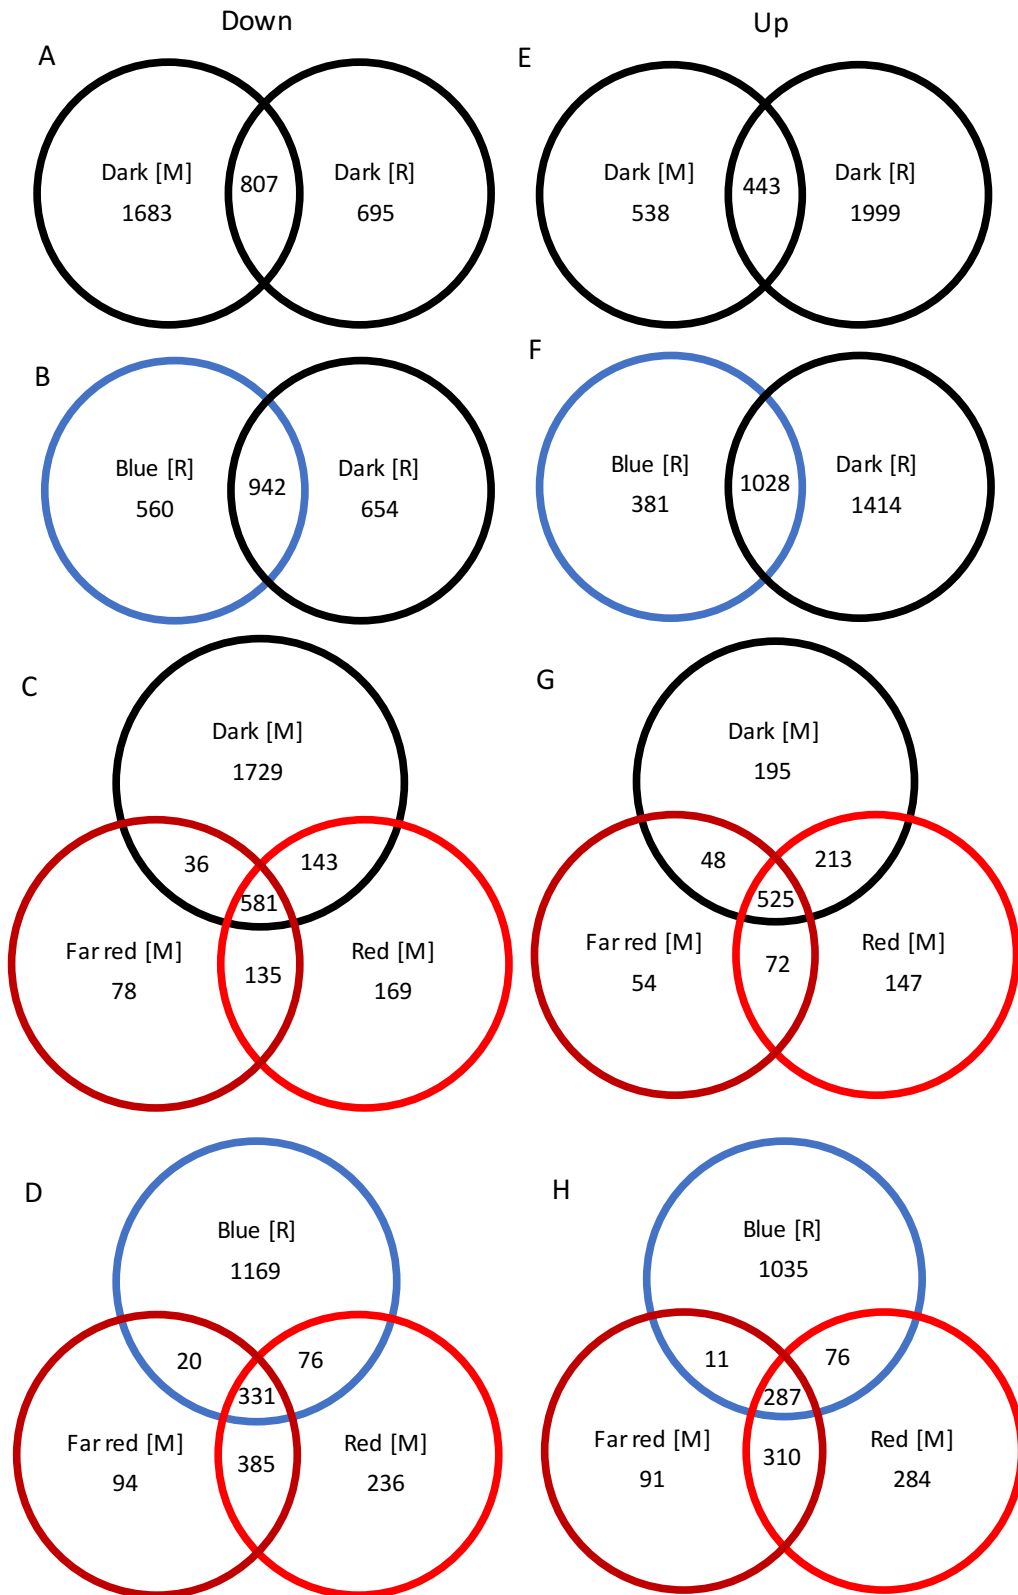 Down
Up
A
Dark [M]
1683
807
Dark [R]
695
E
Dark [M]
538
443
Dark [R]
1999
B
Blue [R]
560
942
Dark [R]
654
F
Blue [R]
381
1028
Dark [R]
1414
C
Dark [M]
1729
36
143
581
Far red [M]
78
135
Red [M]
169
G
Dark [M]
195
48
213
525
Far red [M]
54
72
Red [M]
147
D
Blue [R]
1169
20
76
331
Far red [M]
94
385
Red [M]
236
H
Blue [R]
1035
11
76
287
Far red [M]
91
310
Red [M]
284